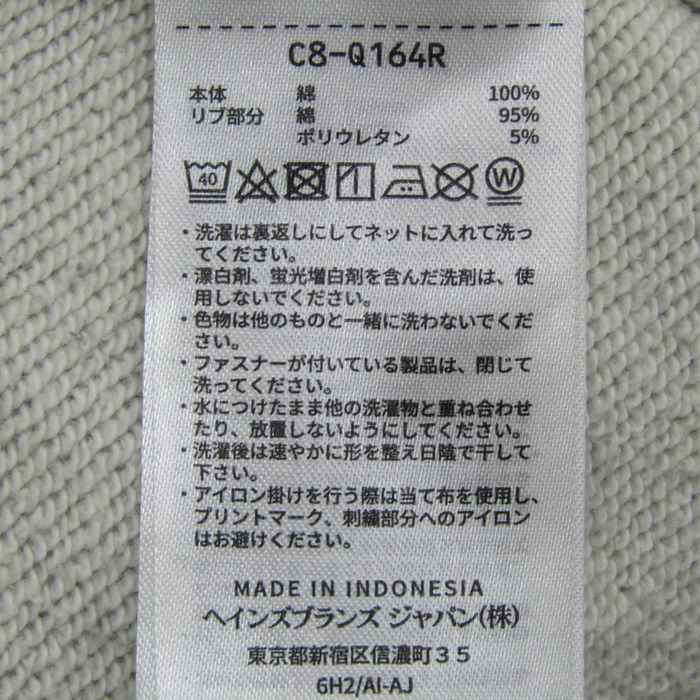 C8-Q164R
本体 綿 100%
リブ部分 綿 95%
ポリウレタン 5%
40
W
・洗濯は裏返しにしてネットに入れて洗っ
てください。
・漂白剤、蛍光増白剤を含んだ洗剤は、使
用しないでください。
・色物は他のものと一緒に洗わないでくだ
さい。
・ファスナーが付いている製品は、閉じて
洗ってください。
・水につけたまま他の洗濯物と重ね合わせ
たり、放置しないようにしてください。
・洗濯後は速やかに形を整え日陰で干して
下さい。
・アイロン掛けを行う際は当て布を使用し、
プリントマーク、刺繍部分へのアイロン
はお避けください。
MADE IN INDONESIA
ヘインズブランズ ジャパン(株)
東京都新宿区信濃町35
6H2/AI-AJ